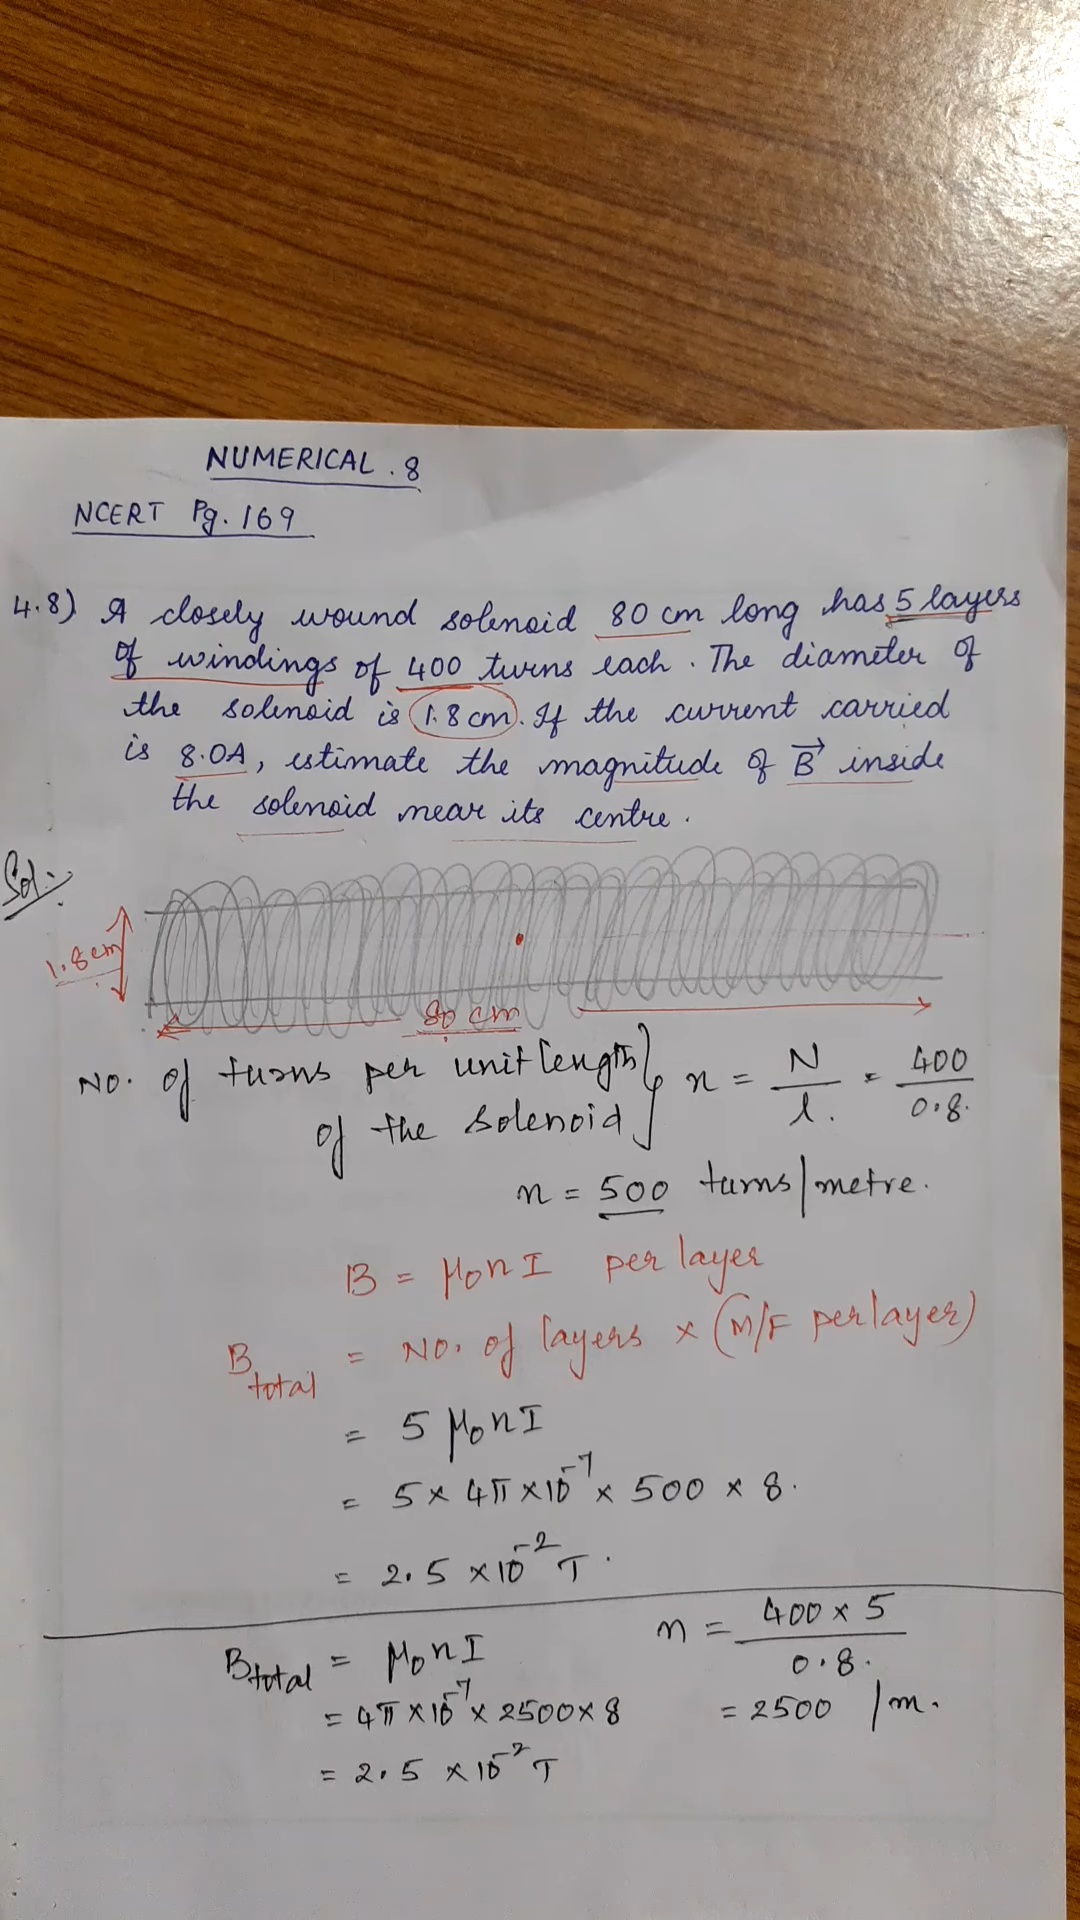 NUMERICAL . 8
NCERT Pg. 169
4.8) A closely wound solenoid 80 cm long has 5 layers
of windings of 400 turns each. The diameter of
the solenoid is 1.8 cm. If the current carried
is 8.0A, estimate the magnitude of B⃗ inside
the solenoid near its centre.
Sol:-
1.8cm
80 cm
No. of turns per unit length } n = N/l. = 400/0.8.
of the solenoid
n = 500 turns/metre.
B = μ₀nI per layer
B total = No. of layers × (M/F per layer)
= 5 μ₀nI
= 5 × 4π × 10⁻⁷ × 500 × 8.
= 2.5 × 10⁻² T.
B total = μ₀nI n = 400 × 5 / 0.8.
= 4π × 10⁻⁷ × 2500 × 8 = 2500 /m.
= 2.5 × 10⁻² T